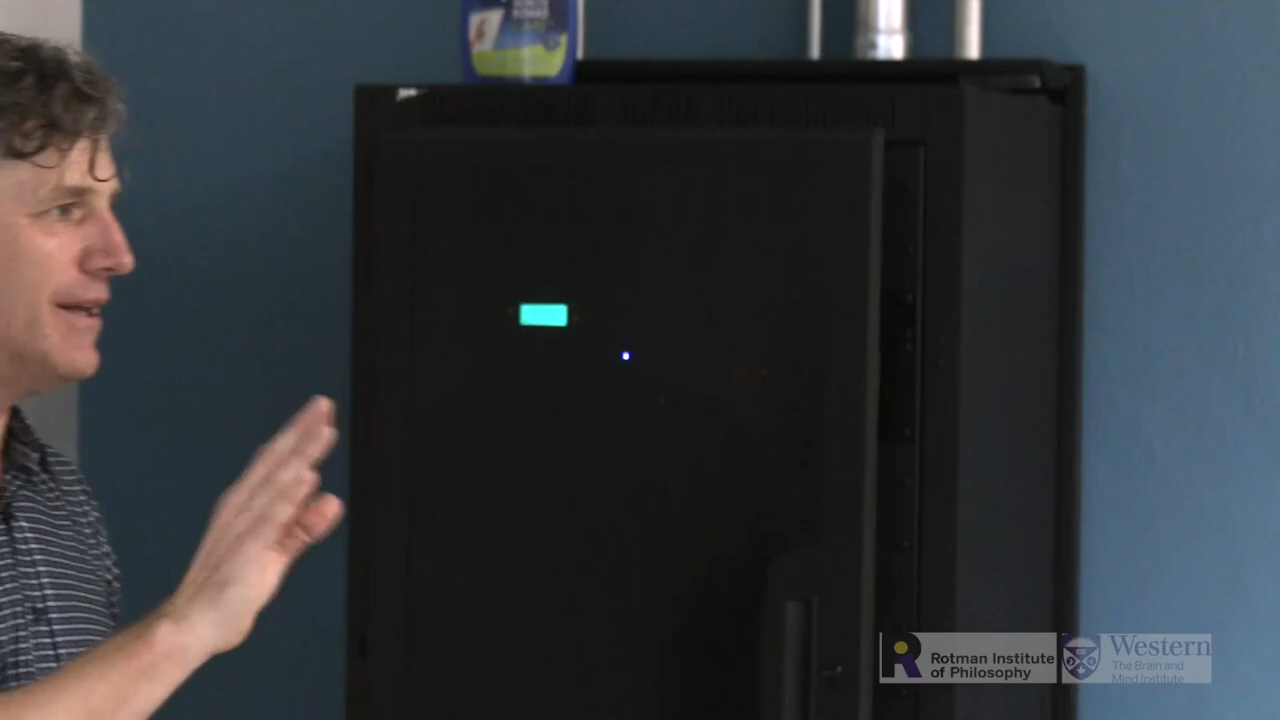 Rotman Institute
of Philosophy
Western
The Brain and
Mind Institute